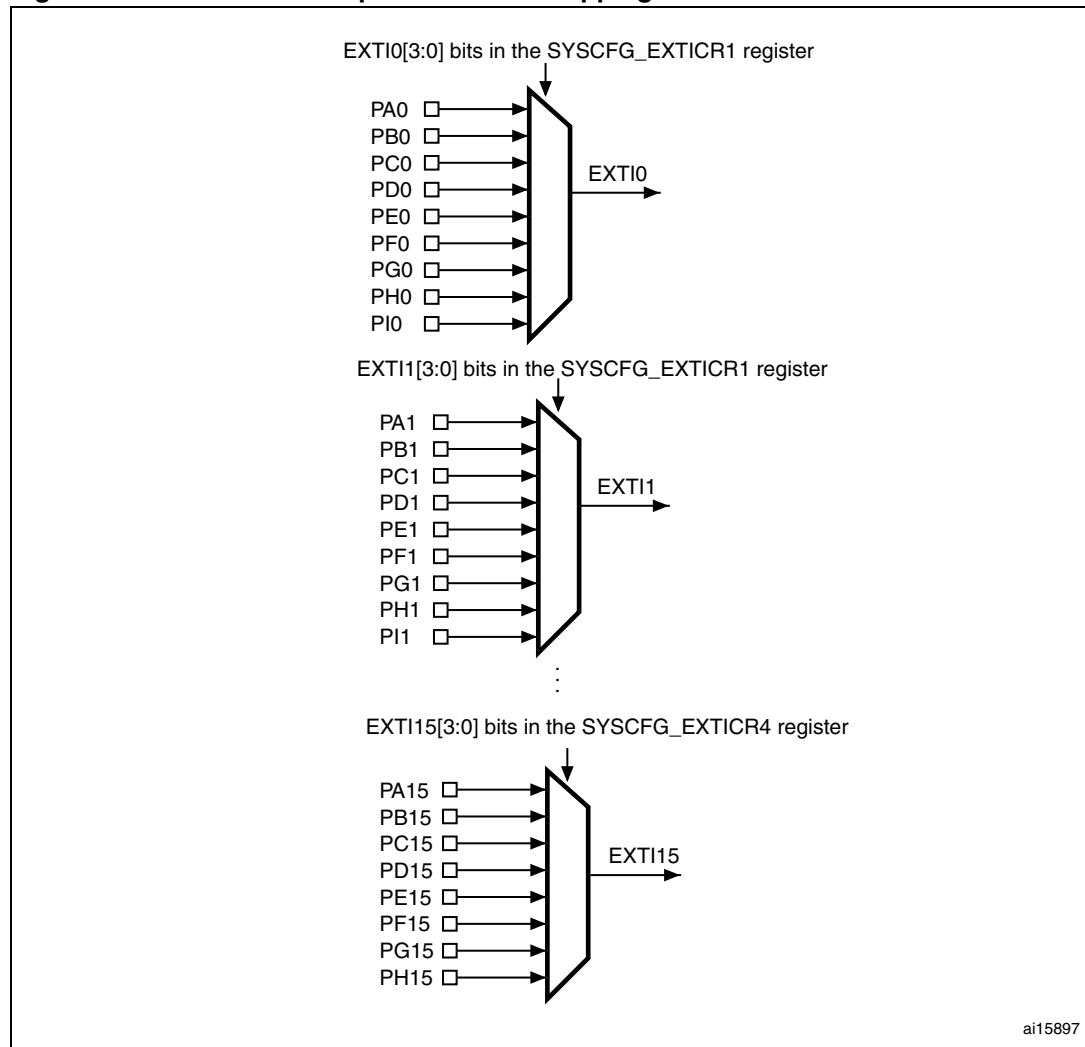 EXTI0[3:0] bits in the SYSCFG_EXTICR1 register
PA0
PB0
PC0
PD0
PE0
PF0
PG0
PH0
PI0
EXTI0
EXTI1[3:0] bits in the SYSCFG_EXTICR1 register
PA1
PB1
PC1
PD1
PE1
PF1
PG1
PH1
PI1
EXTI1
EXTI15[3:0] bits in the SYSCFG_EXTICR4 register
PA15
PB15
PC15
PD15
PE15
PF15
PG15
PH15
EXTI15
ai15897